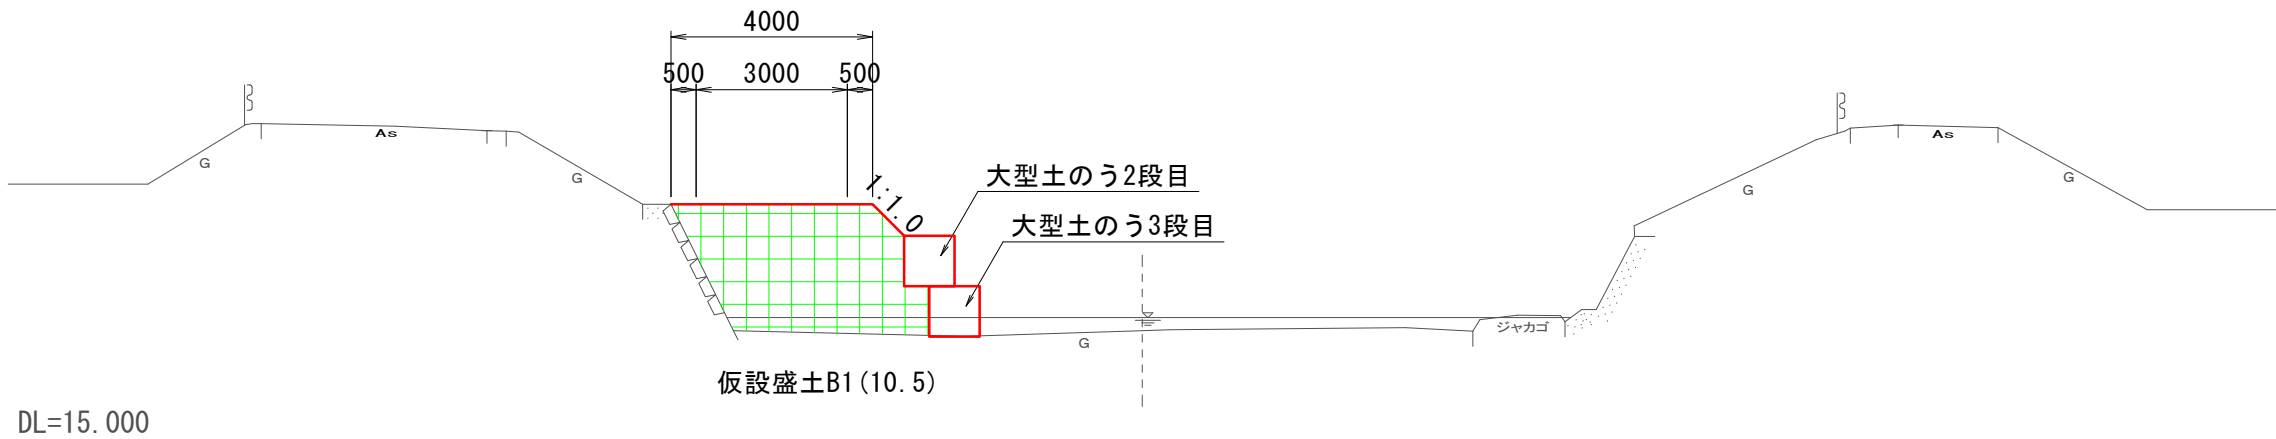 4000
500 3000 500
As
As
G
G
G
G
1:1.0
大型土のう2段目
大型土のう3段目
ジャカゴ
G
仮設盛土B1(10.5)
DL=15.000